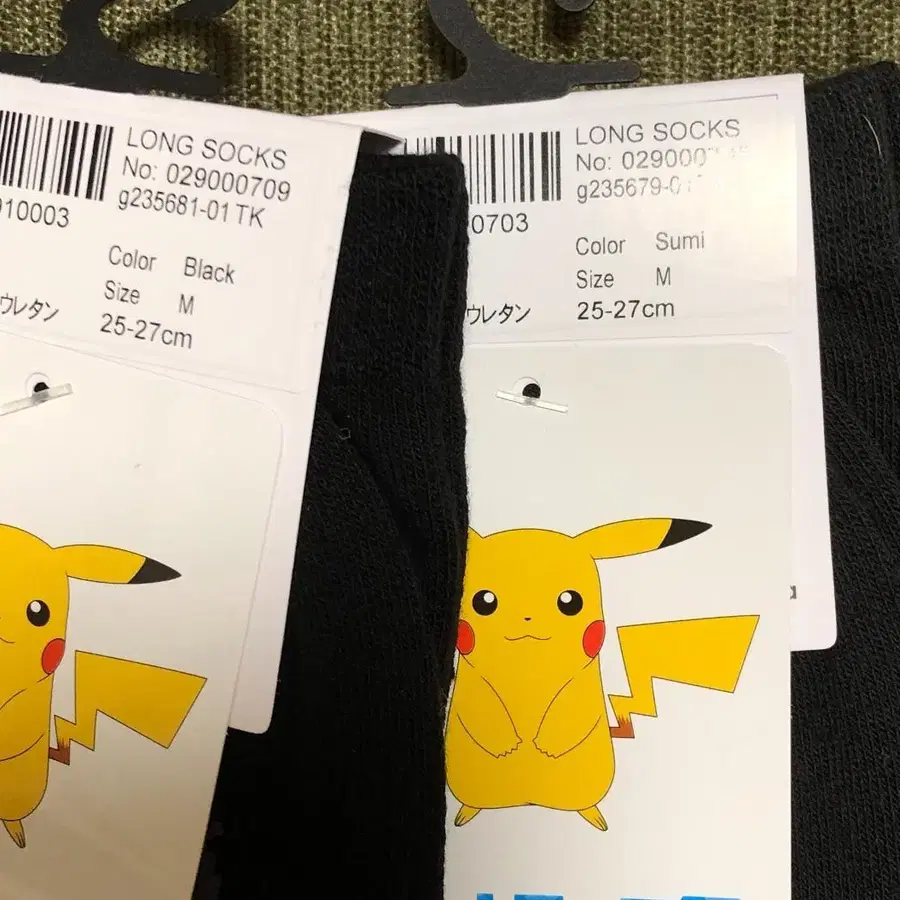 LONG SOCKS
No: 029000709
g235681-01 TK
910003
Color Black
Size M
25-27cm
ウレタン
LONG SOCKS
No: 029000
g235679-01
0703
Color Sumi
Size M
25-27cm
ウレタン
a